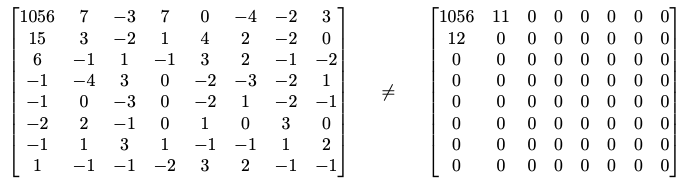 1056 7 −3 7 0 −4 −2 3
15 3 −2 1 4 2 −2 0
6 −1 1 −1 3 2 −1 −2
−1 −4 3 0 −2 −3 −2 1
−1 0 −3 0 −2 1 −2 −1
−2 2 −1 0 1 0 3 0
−1 1 3 1 −1 −1 1 2
1 −1 −1 −2 3 2 −1 −1
≠
1056 11 0 0 0 0 0 0
12 0 0 0 0 0 0 0
0 0 0 0 0 0 0 0
0 0 0 0 0 0 0 0
0 0 0 0 0 0 0 0
0 0 0 0 0 0 0 0
0 0 0 0 0 0 0 0
0 0 0 0 0 0 0 0